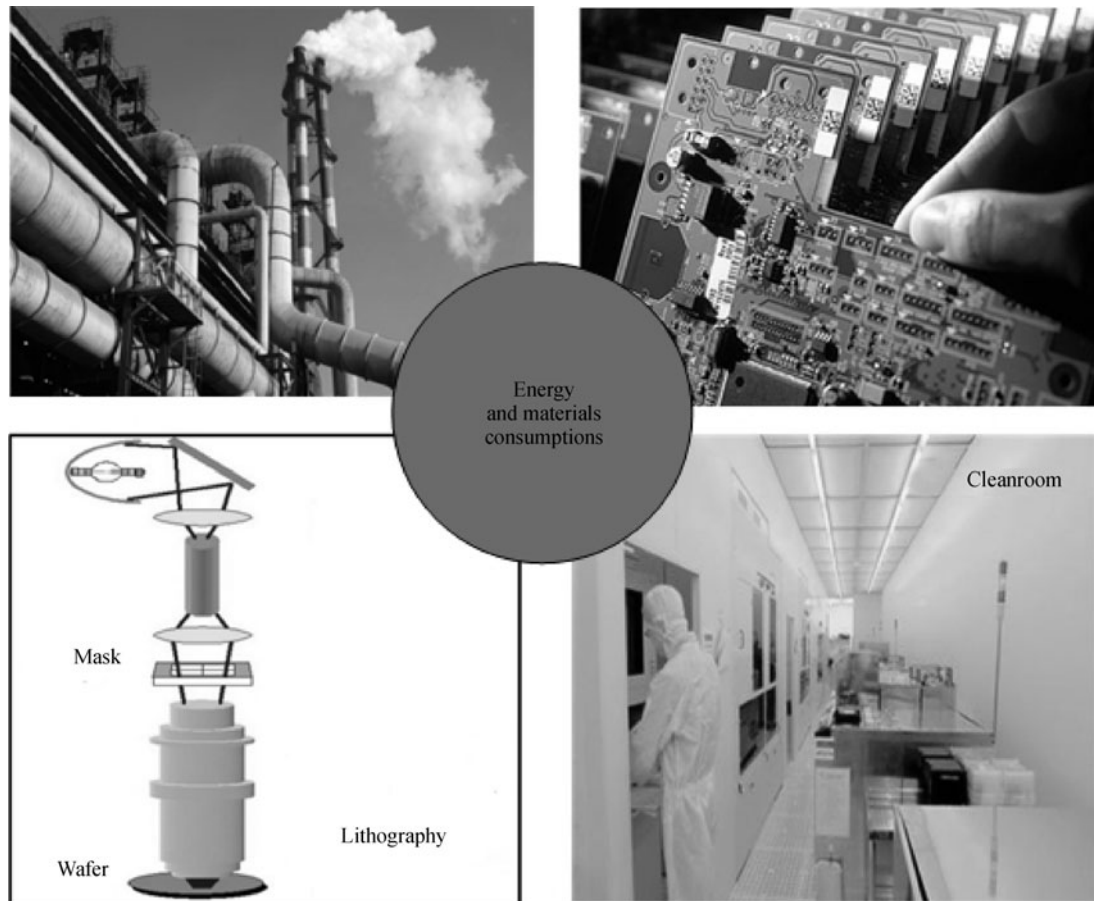 Energy
and materials
consumptions
Cleanroom
Mask
Lithography
Wafer